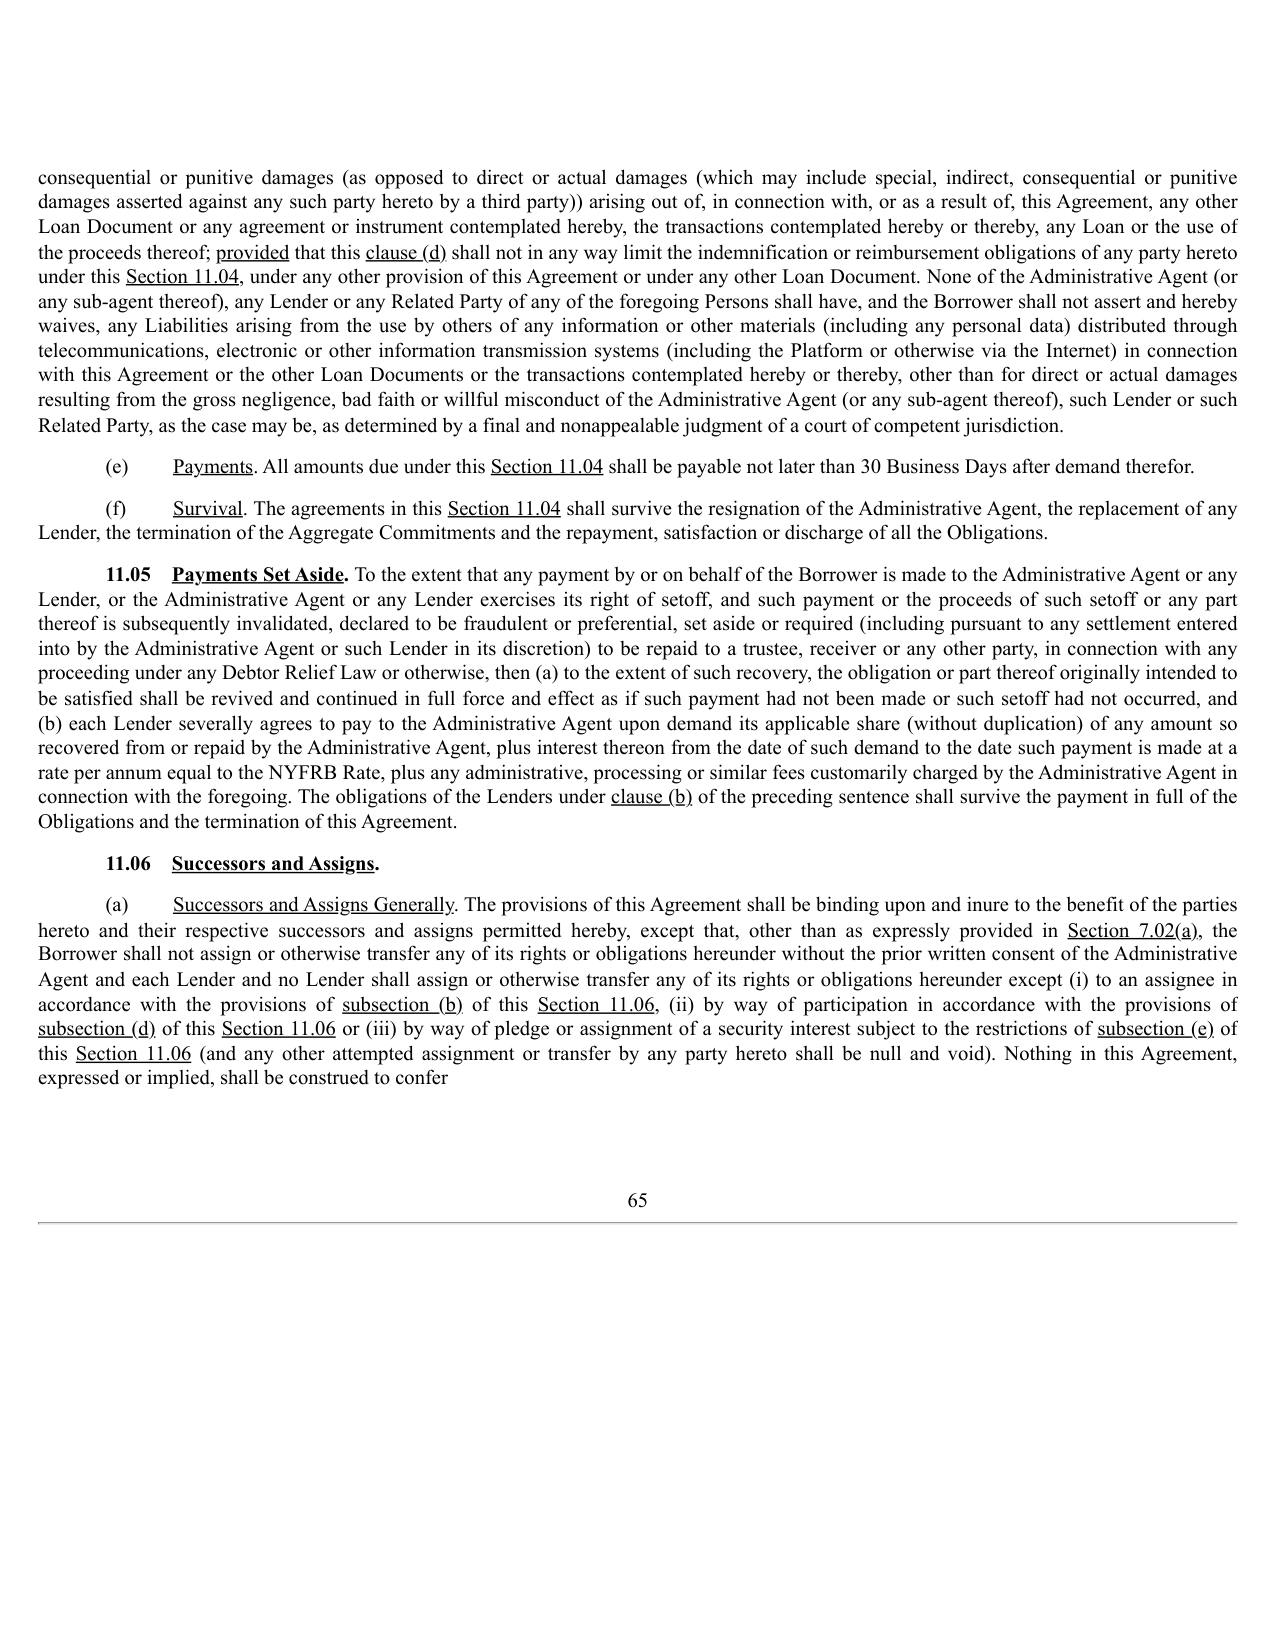 consequential or punitive damages (as opposed to direct or actual damages (which may include special, indirect, consequential or punitive
damages asserted against any such party hereto by a third party)) arising out of, in connection with, or as a result of, this Agreement, any other
Loan Document or any agreement or instrument contemplated hereby, the transactions contemplated hereby or thereby, any Loan or the use of
the proceeds thereof; provided that this clause (d) shall not in any way limit the indemnification or reimbursement obligations of any party hereto
under this Section 11.04, under any other provision of this Agreement or under any other Loan Document. None of the Administrative Agent (or
any sub-agent thereof), any Lender or any Related Party of any of the foregoing Persons shall have, and the Borrower shall not assert and hereby
waives, any Liabilities arising from the use by others of any information or other materials (including any personal data) distributed through
telecommunications, electronic or other information transmission systems (including the Platform or otherwise via the Internet) in connection
with this Agreement or the other Loan Documents or the transactions contemplated hereby or thereby, other than for direct or actual damages
resulting from the gross negligence, bad faith or willful misconduct of the Administrative Agent (or any sub-agent thereof), such Lender or such
Related Party, as the case may be, as determined by a final and nonappealable judgment of a court of competent jurisdiction.
(e) Payments. All amounts due under this Section 11.04 shall be payable not later than 30 Business Days after demand therefor.
(f) Survival. The agreements in this Section 11.04 shall survive the resignation of the Administrative Agent, the replacement of any
Lender, the termination of the Aggregate Commitments and the repayment, satisfaction or discharge of all the Obligations.
11.05 Payments Set Aside. To the extent that any payment by or on behalf of the Borrower is made to the Administrative Agent or any
Lender, or the Administrative Agent or any Lender exercises its right of setoff, and such payment or the proceeds of such setoff or any part
thereof is subsequently invalidated, declared to be fraudulent or preferential, set aside or required (including pursuant to any settlement entered
into by the Administrative Agent or such Lender in its discretion) to be repaid to a trustee, receiver or any other party, in connection with any
proceeding under any Debtor Relief Law or otherwise, then (a) to the extent of such recovery, the obligation or part thereof originally intended to
be satisfied shall be revived and continued in full force and effect as if such payment had not been made or such setoff had not occurred, and
(b) each Lender severally agrees to pay to the Administrative Agent upon demand its applicable share (without duplication) of any amount so
recovered from or repaid by the Administrative Agent, plus interest thereon from the date of such demand to the date such payment is made at a
rate per annum equal to the NYFRB Rate, plus any administrative, processing or similar fees customarily charged by the Administrative Agent in
connection with the foregoing. The obligations of the Lenders under clause (b) of the preceding sentence shall survive the payment in full of the
Obligations and the termination of this Agreement.
11.06 Successors and Assigns.
(a) Successors and Assigns Generally. The provisions of this Agreement shall be binding upon and inure to the benefit of the parties
hereto and their respective successors and assigns permitted hereby, except that, other than as expressly provided in Section 7.02(a), the
Borrower shall not assign or otherwise transfer any of its rights or obligations hereunder without the prior written consent of the Administrative
Agent and each Lender and no Lender shall assign or otherwise transfer any of its rights or obligations hereunder except (i) to an assignee in
accordance with the provisions of subsection (b) of this Section 11.06, (ii) by way of participation in accordance with the provisions of
subsection (d) of this Section 11.06 or (iii) by way of pledge or assignment of a security interest subject to the restrictions of subsection (e) of
this Section 11.06 (and any other attempted assignment or transfer by any party hereto shall be null and void). Nothing in this Agreement,
expressed or implied, shall be construed to confer
65